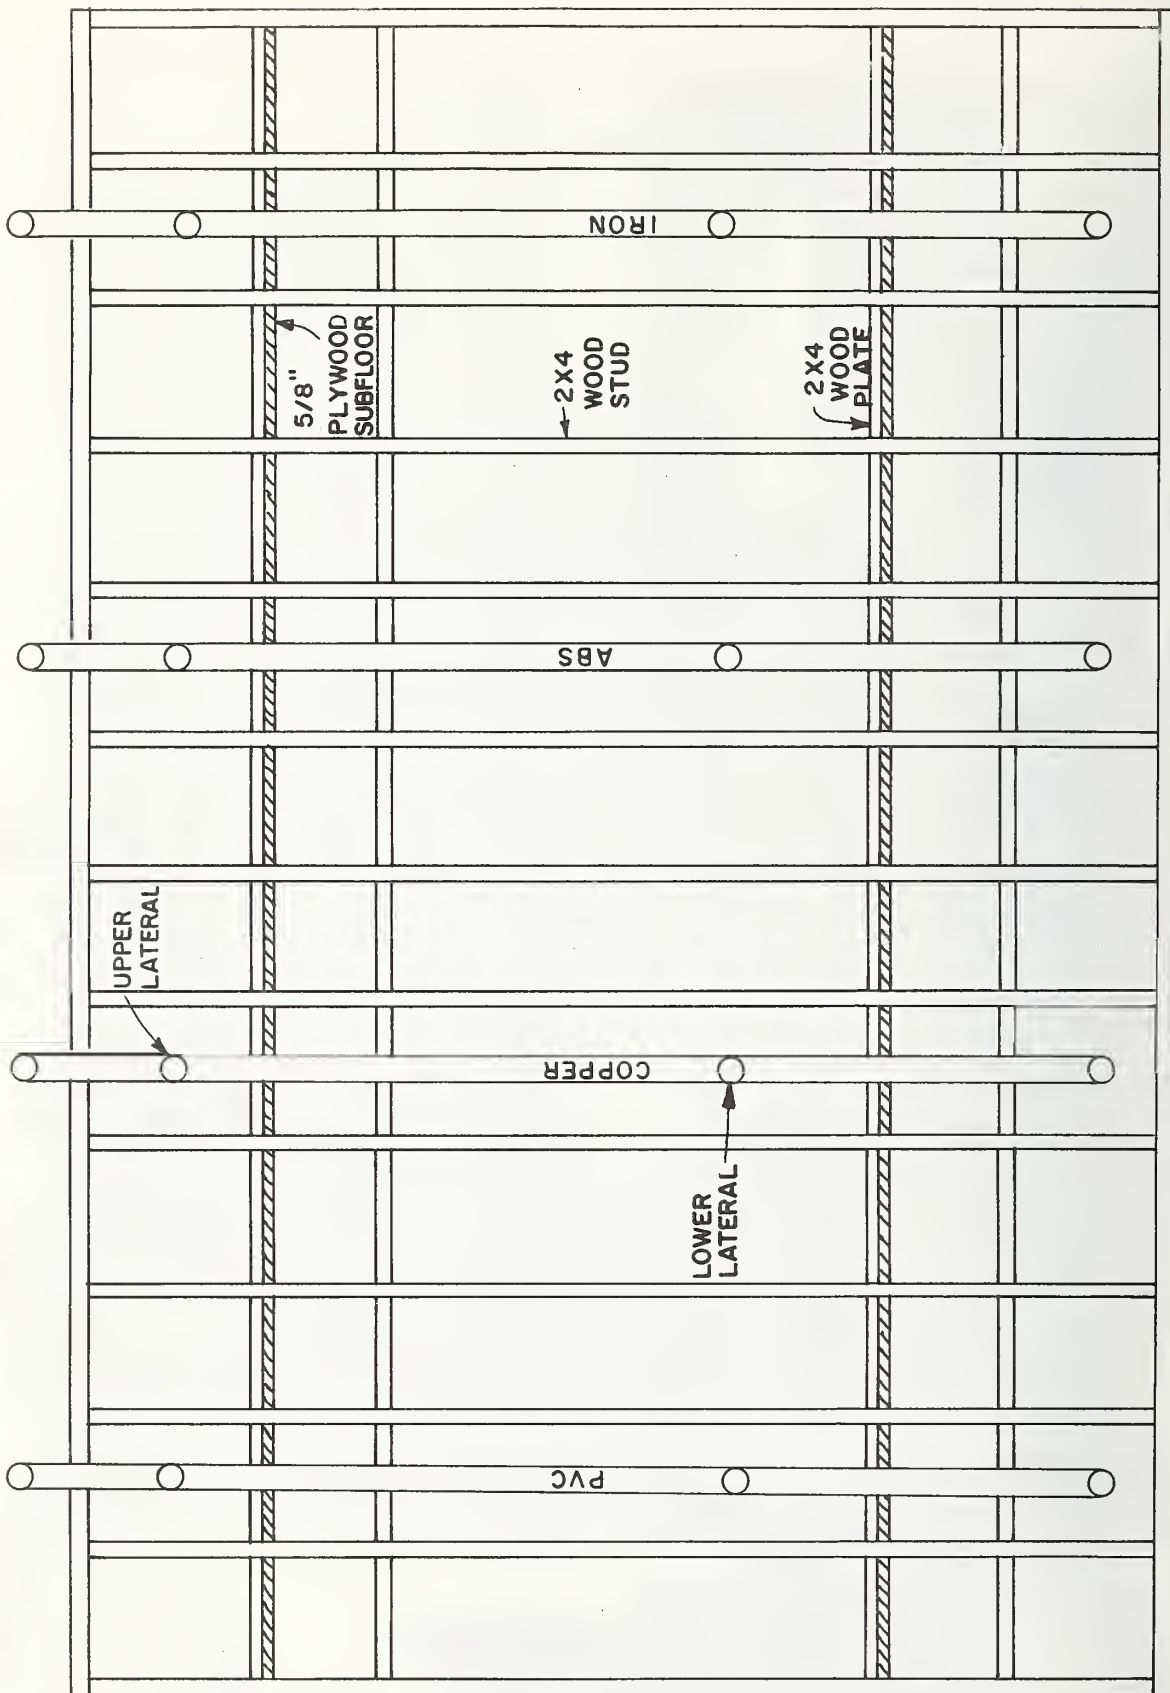 IRON
5/8"
PLYWOOD
SUBFLOOR
2X4
WOOD
STUD
2X4
WOOD
PLATE
ABS
UPPER
LATERAL
COPPER
LOWER
LATERAL
PVC